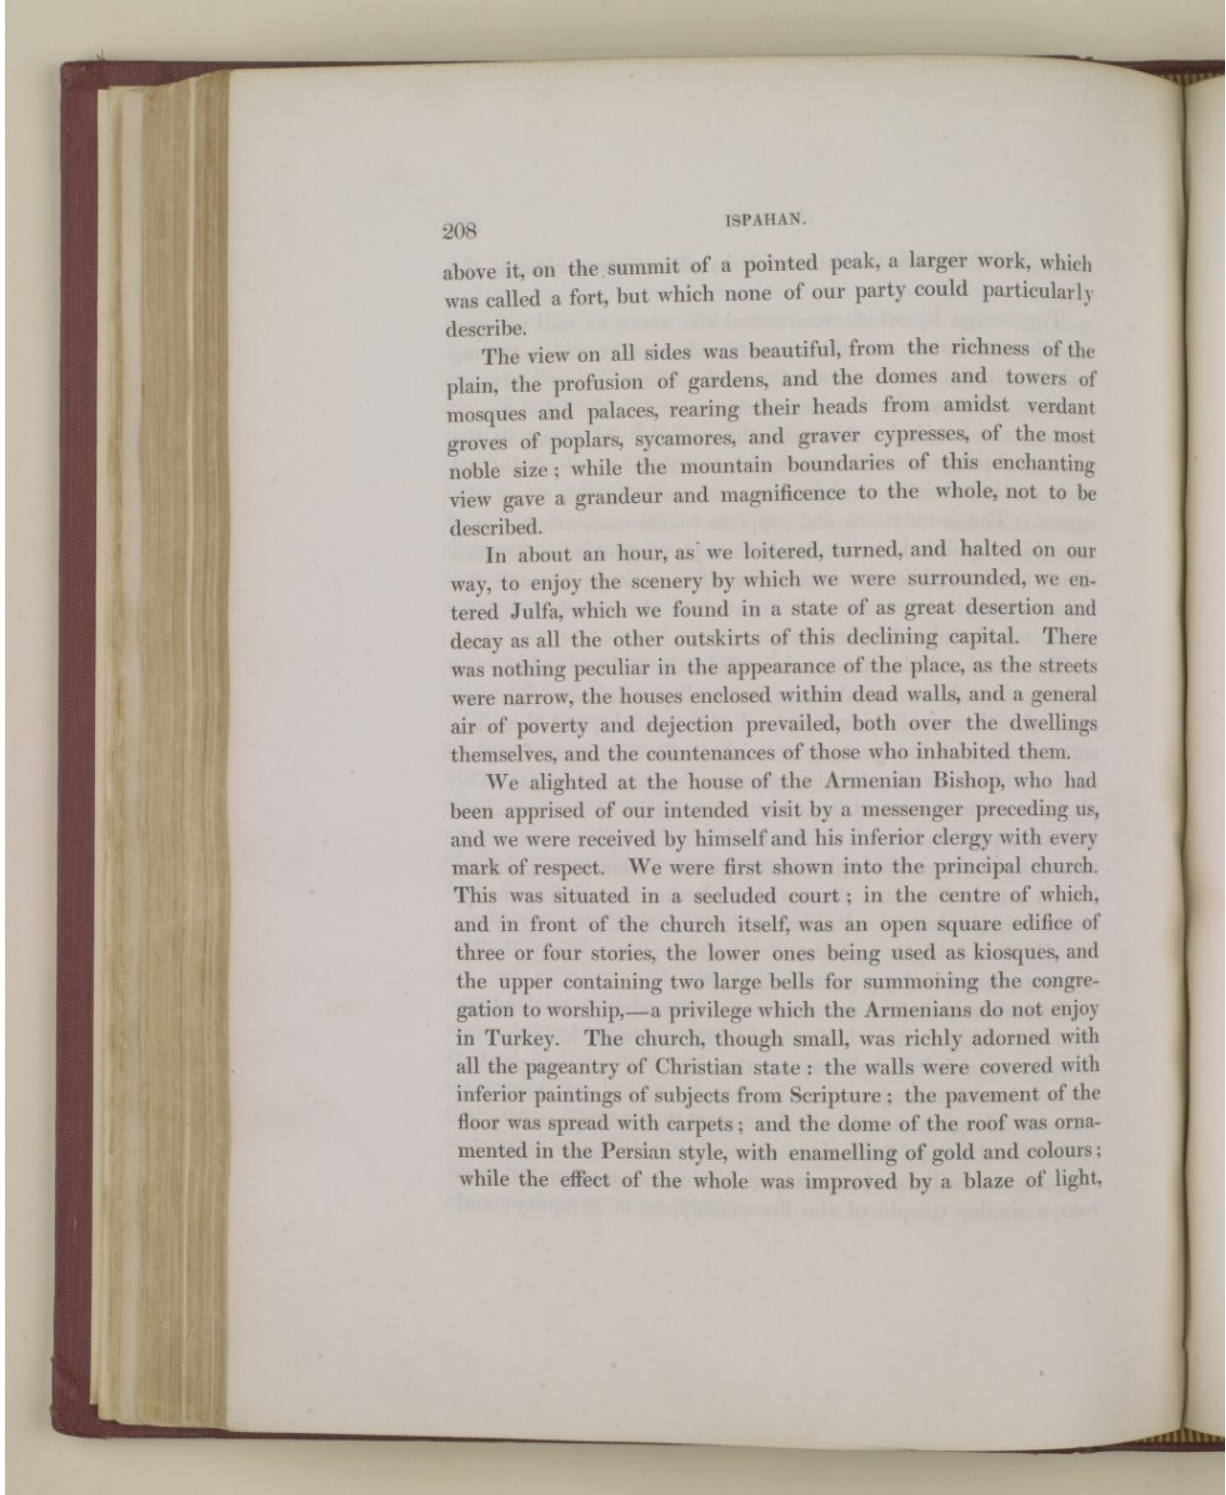 208
ISPAHAN.
above it, on the summit of a pointed peak, a larger work, which
was called a fort, but which none of our party could particularly
describe.
The view on all sides was beautiful, from the richness of the
plain, the profusion of gardens, and the domes and towers of
mosques and palaces, rearing their heads from amidst verdant
groves of poplars, sycamores, and graver cypresses, of the most
noble size; while the mountain boundaries of this enchanting
view gave a grandeur and magnificence to the whole, not to be
described.
In about an hour, as we loitered, turned, and halted on our
way, to enjoy the scenery by which we were surrounded, we en-
tered Julfa, which we found in a state of as great desertion and
decay as all the other outskirts of this declining capital. There
was nothing peculiar in the appearance of the place, as the streets
were narrow, the houses enclosed within dead walls, and a general
air of poverty and dejection prevailed, both over the dwellings
themselves, and the countenances of those who inhabited them.
We alighted at the house of the Armenian Bishop, who had
been apprised of our intended visit by a messenger preceding us,
and we were received by himself and his inferior clergy with every
mark of respect. We were first shown into the principal church.
This was situated in a secluded court; in the centre of which,
and in front of the church itself, was an open square edifice of
three or four stories, the lower ones being used as kiosques, and
the upper containing two large bells for summoning the congre-
gation to worship,—a privilege which the Armenians do not enjoy
in Turkey. The church, though small, was richly adorned with
all the pageantry of Christian state: the walls were covered with
inferior paintings of subjects from Scripture; the pavement of the
floor was spread with carpets; and the dome of the roof was orna-
mented in the Persian style, with enamelling of gold and colours;
while the effect of the whole was improved by a blaze of light,